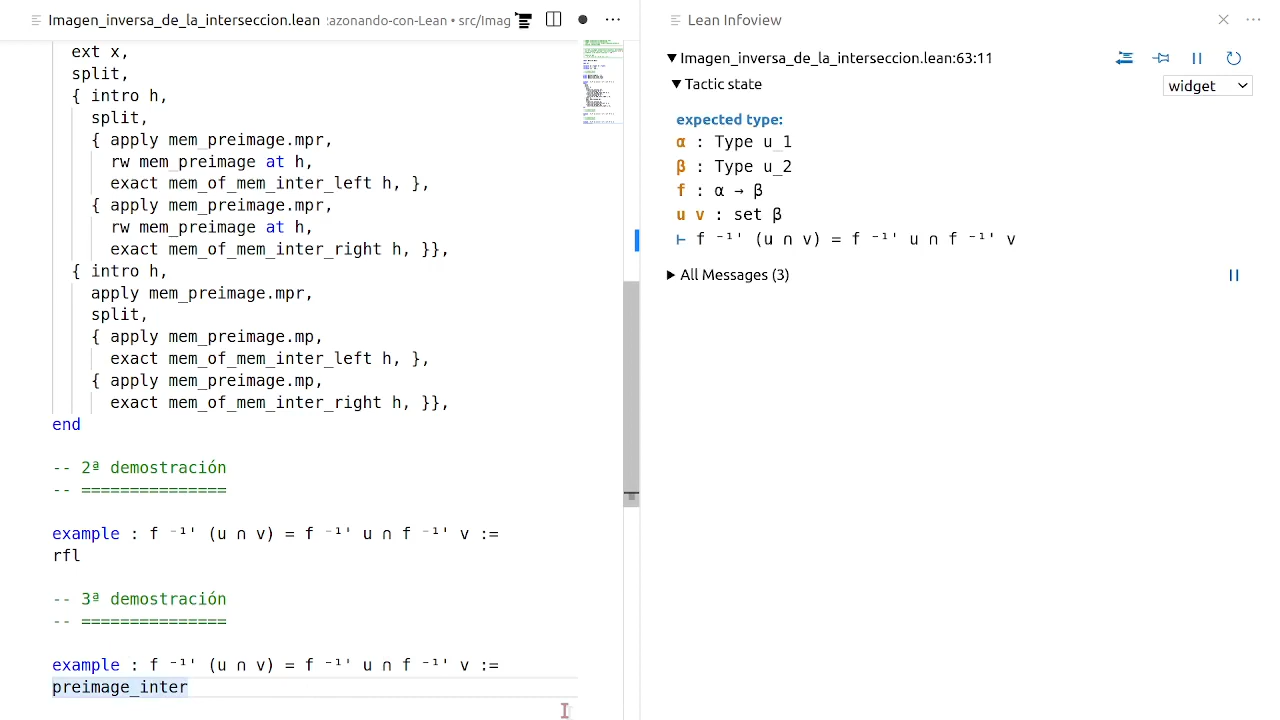 Imagen_inversa_de_la_interseccion.lean :azonando-con-Lean • src/Imag
ext x,
split,
{ intro h,
split,
{ apply mem_preimage.mpr,
rw mem_preimage at h,
exact mem_of_mem_inter_left h, },
{ apply mem_preimage.mpr,
rw mem_preimage at h,
exact mem_of_mem_inter_right h, }},
{ intro h,
apply mem_preimage.mpr,
split,
{ apply mem_preimage.mp,
exact mem_of_mem_inter_left h, },
{ apply mem_preimage.mp,
exact mem_of_mem_inter_right h, }},
end
-- 2ª demostración
-- ===============
example : f ⁻¹' (u ∩ v) = f ⁻¹' u ∩ f ⁻¹' v :=
rfl
-- 3ª demostración
-- ===============
example : f ⁻¹' (u ∩ v) = f ⁻¹' u ∩ f ⁻¹' v :=
preimage_inter
Lean Infoview
Imagen_inversa_de_la_interseccion.lean:63:11
Tactic state
widget
expected type:
α : Type u_1
β : Type u_2
f : α → β
u v : set β
⊢ f ⁻¹' (u ∩ v) = f ⁻¹' u ∩ f ⁻¹' v
All Messages (3)